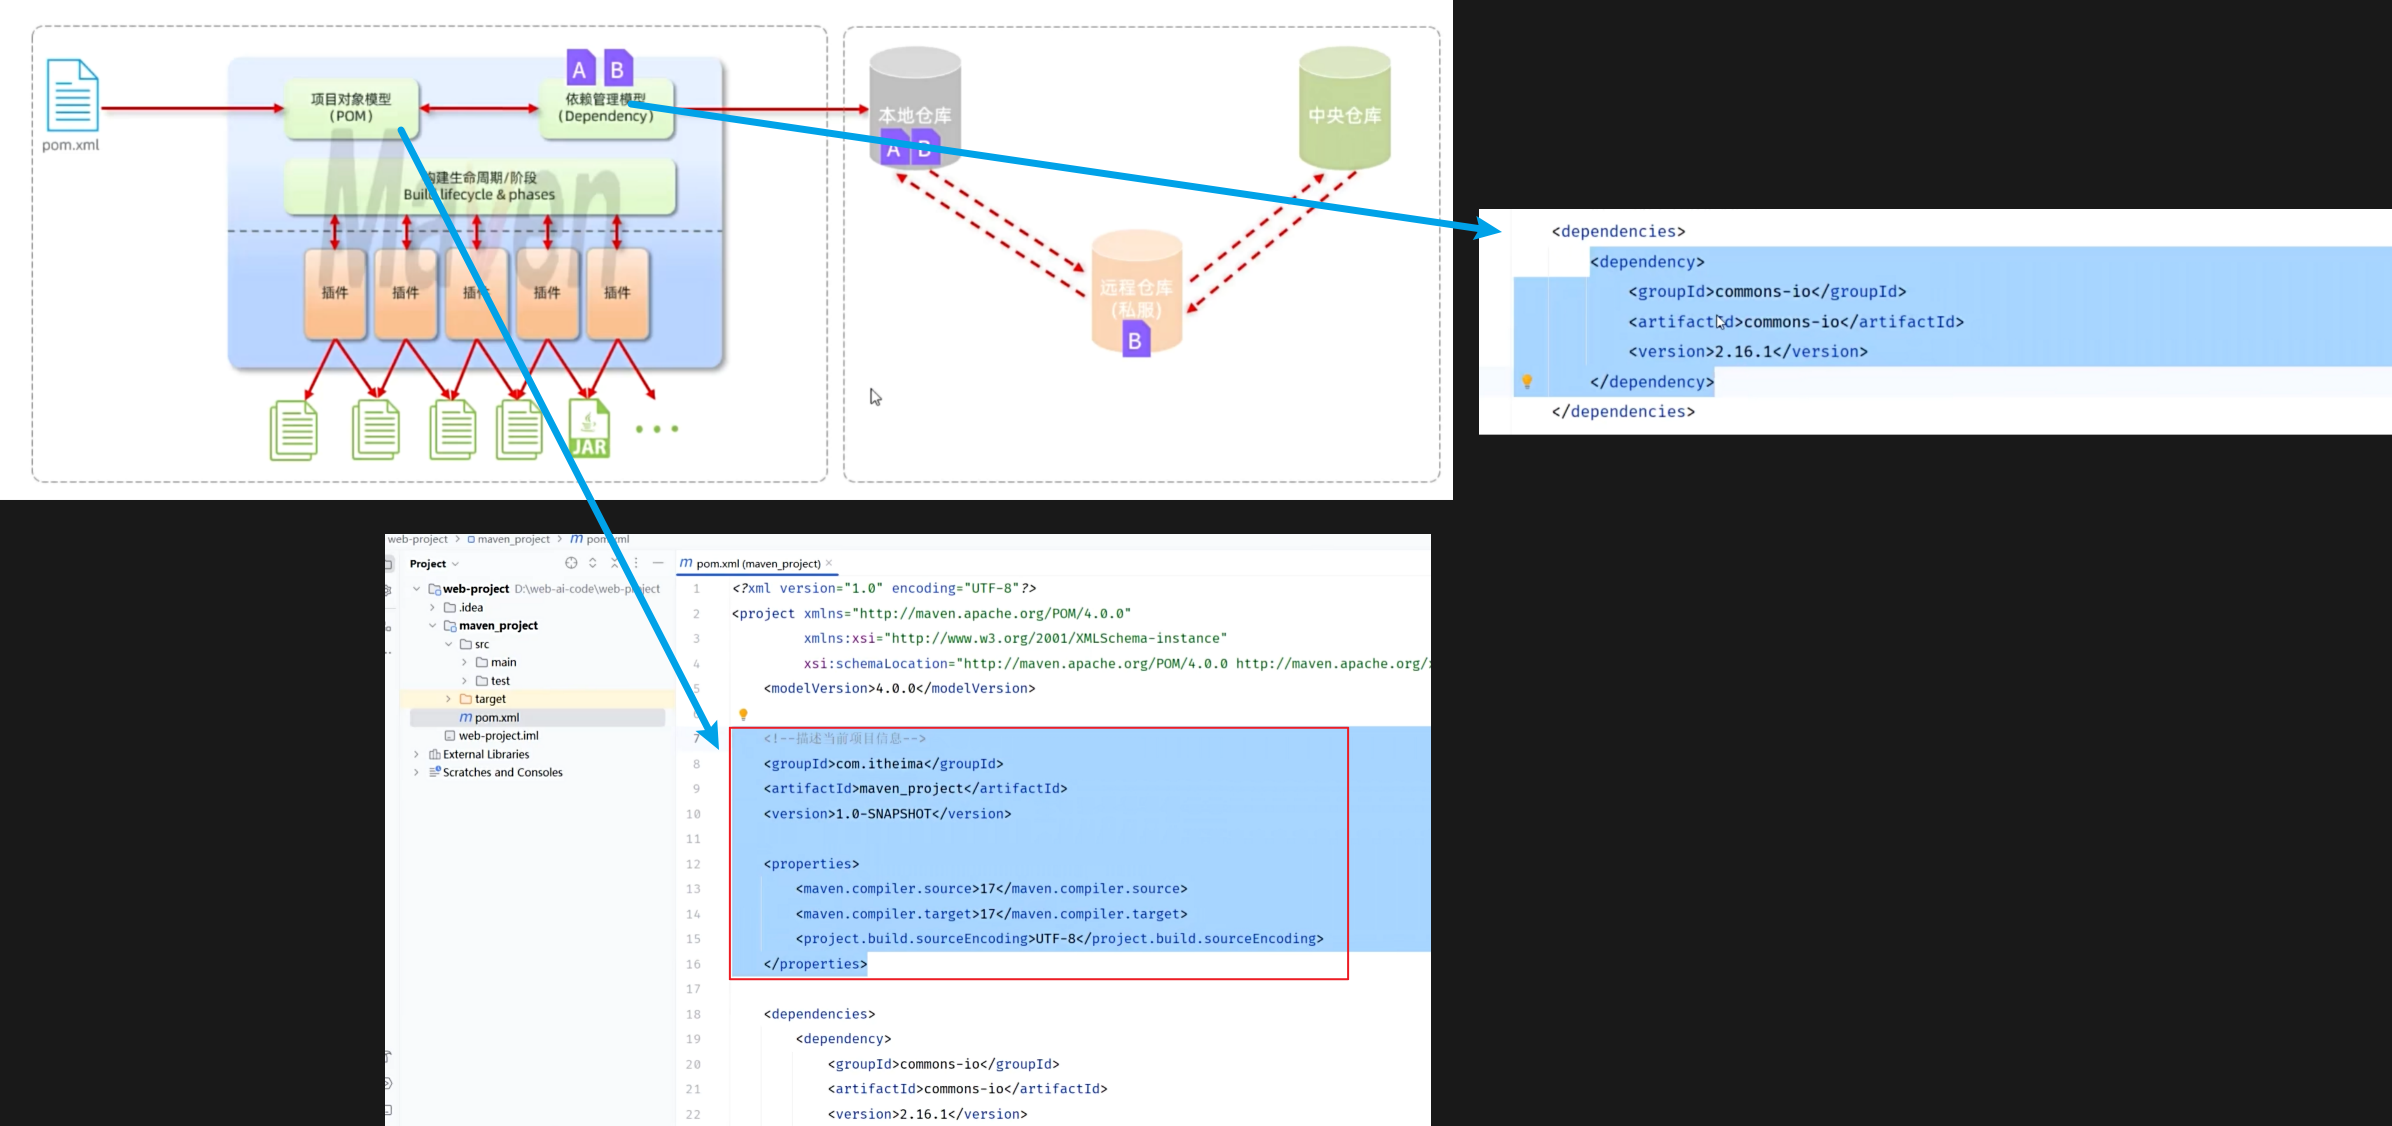 A B
项目对象模型
(POM)
依赖管理模型
(Dependency)
pom.xml
构建生命周期/阶段
Build lifecycle & phases
Maven
插件 插件 插件 插件 插件
JAR
本地仓库
A B
中央仓库
远程仓库
(私服)
B
<dependencies>
<dependency>
<groupId>commons-io</groupId>
<artifactId>commons-io</artifactId>
<version>2.16.1</version>
</dependency>
</dependencies>
web-project > maven_project > m pom.xml
Project
web-project D:\web-ai-code\web-project
.idea
maven_project
src
main
test
target
m pom.xml
web-project.iml
External Libraries
Scratches and Consoles
m pom.xml (maven_project) ×
1 <?xml version="1.0" encoding="UTF-8"?>
2 <project xmlns="http://maven.apache.org/POM/4.0.0"
3 xmlns:xsi="http://www.w3.org/2001/XMLSchema-instance"
4 xsi:schemaLocation="http://maven.apache.org/POM/4.0.0 http://maven.apache.org/
5 <modelVersion>4.0.0</modelVersion>
6
7 <!--描述当前项目信息-->
8 <groupId>com.itheima</groupId>
9 <artifactId>maven_project</artifactId>
10 <version>1.0-SNAPSHOT</version>
11
12 <properties>
13 <maven.compiler.source>17</maven.compiler.source>
14 <maven.compiler.target>17</maven.compiler.target>
15 <project.build.sourceEncoding>UTF-8</project.build.sourceEncoding>
16 </properties>
17
18 <dependencies>
19 <dependency>
20 <groupId>commons-io</groupId>
21 <artifactId>commons-io</artifactId>
22 <version>2.16.1</version>